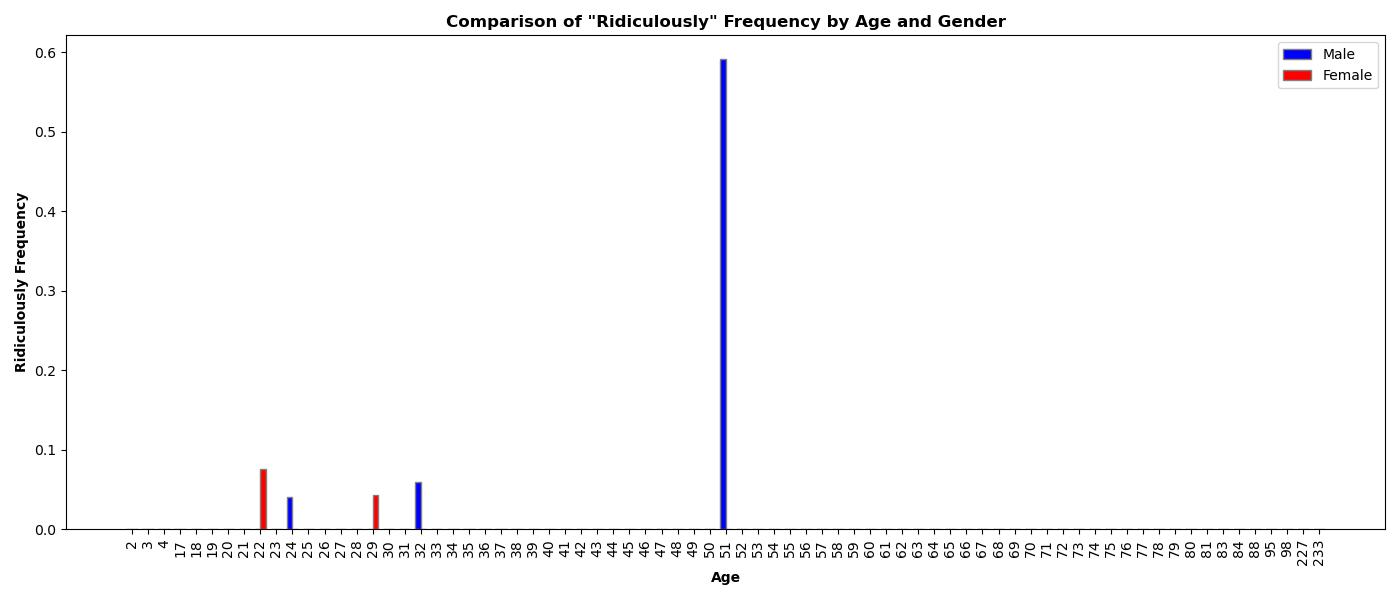 Comparison of "Ridiculously" Frequency by Age and Gender
Male
Female
Ridiculously Frequency
0.6
0.5
0.4
0.3
0.2
0.1
0.0
2 3 4 17 18 19 20 21 22 23 24 25 26 27 28 29 30 31 32 33 34 35 36 37 38 39 40 41 42 43 44 45 46 47 48 49 50 51 52 53 54 55 56 57 58 59 60 61 62 63 64 65 66 67 68 69 70 71 72 73 74 75 76 77 78 79 80 81 83 84 88 95 98 227 233
Age